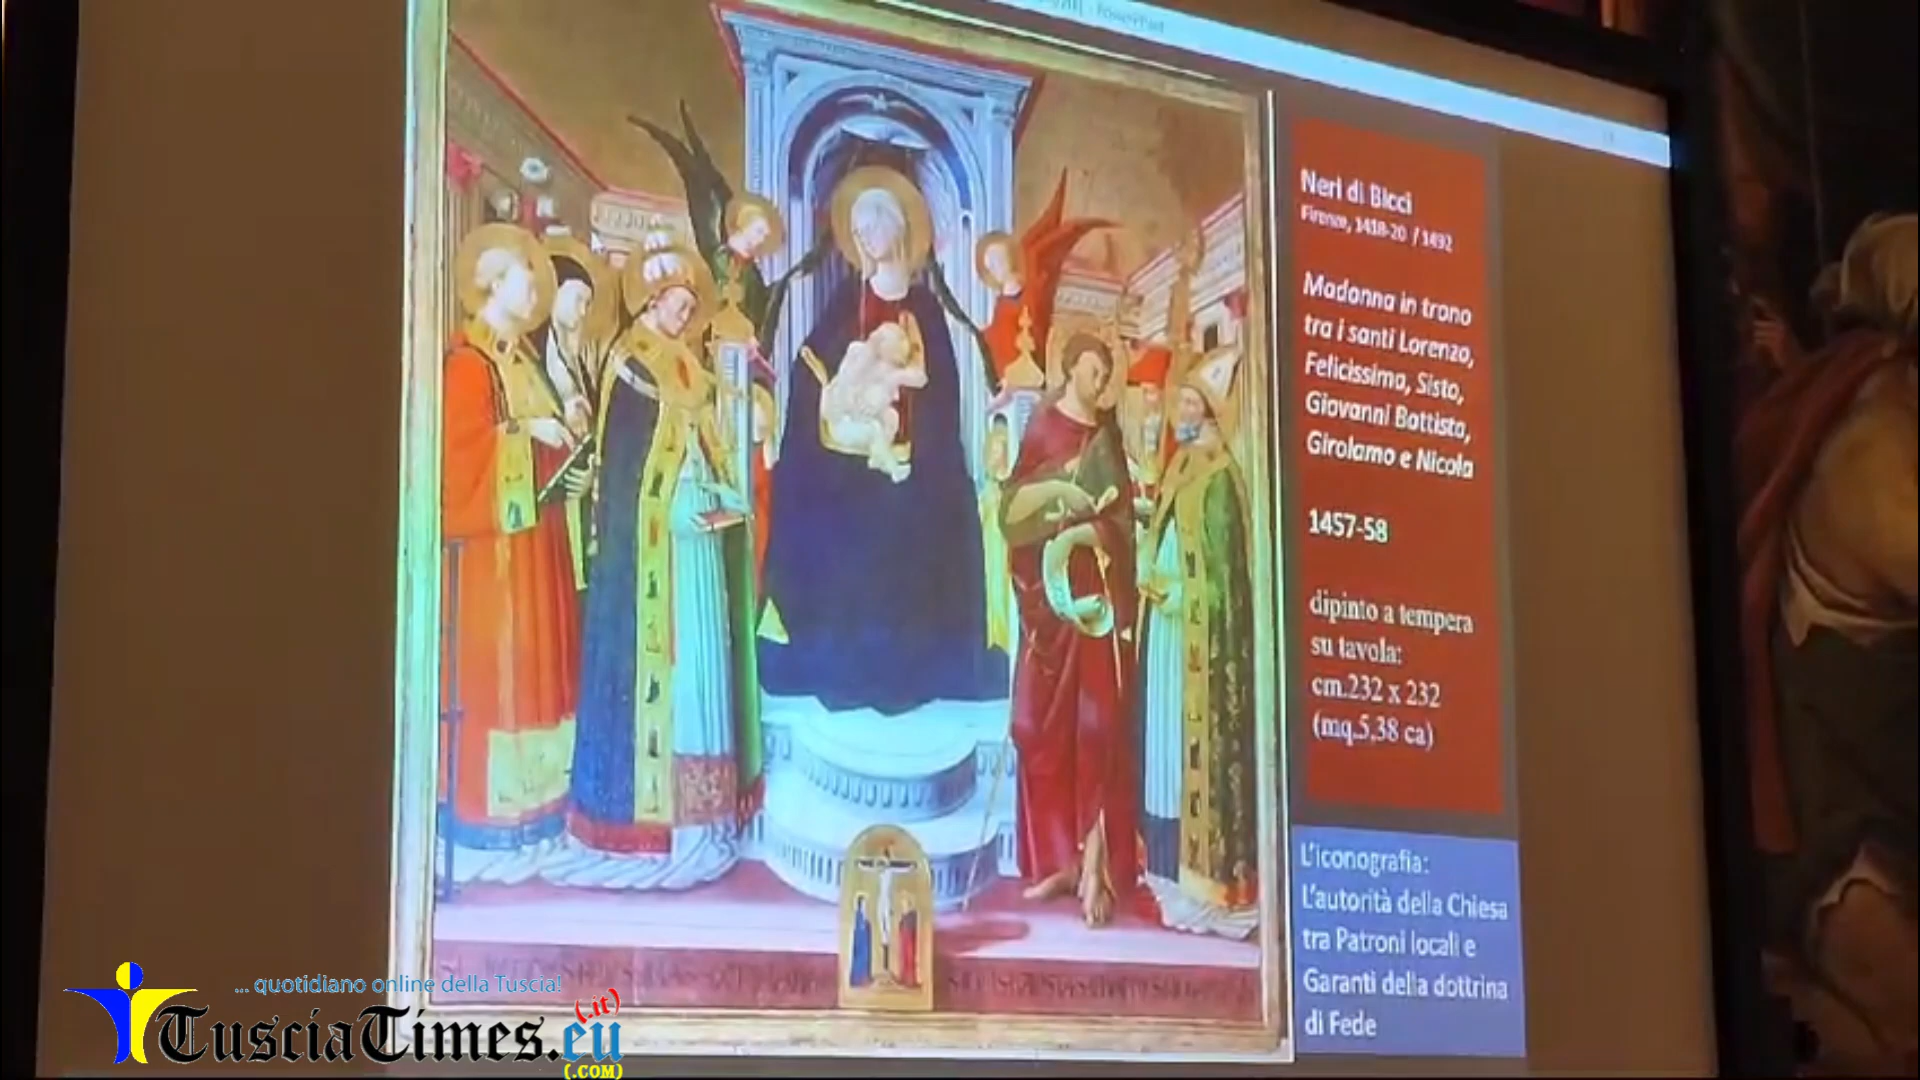 - PowerPoint
Neri di Bicci
Firenze, 1418-20 / 1492
Madonna in trono
tra i santi Lorenzo,
Felicissima, Sisto,
Giovanni Battista,
Girolamo e Nicola
1457-58
dipinto a tempera
su tavola:
cm.232 x 232
(mq.5,38 ca)
L'iconografia:
L'autorità della Chiesa
tra Patroni locali e
Garanti della dottrina
di Fede
... quotidiano online della Tuscia!
TusciaTimes.eu
(.it)
(.COM)